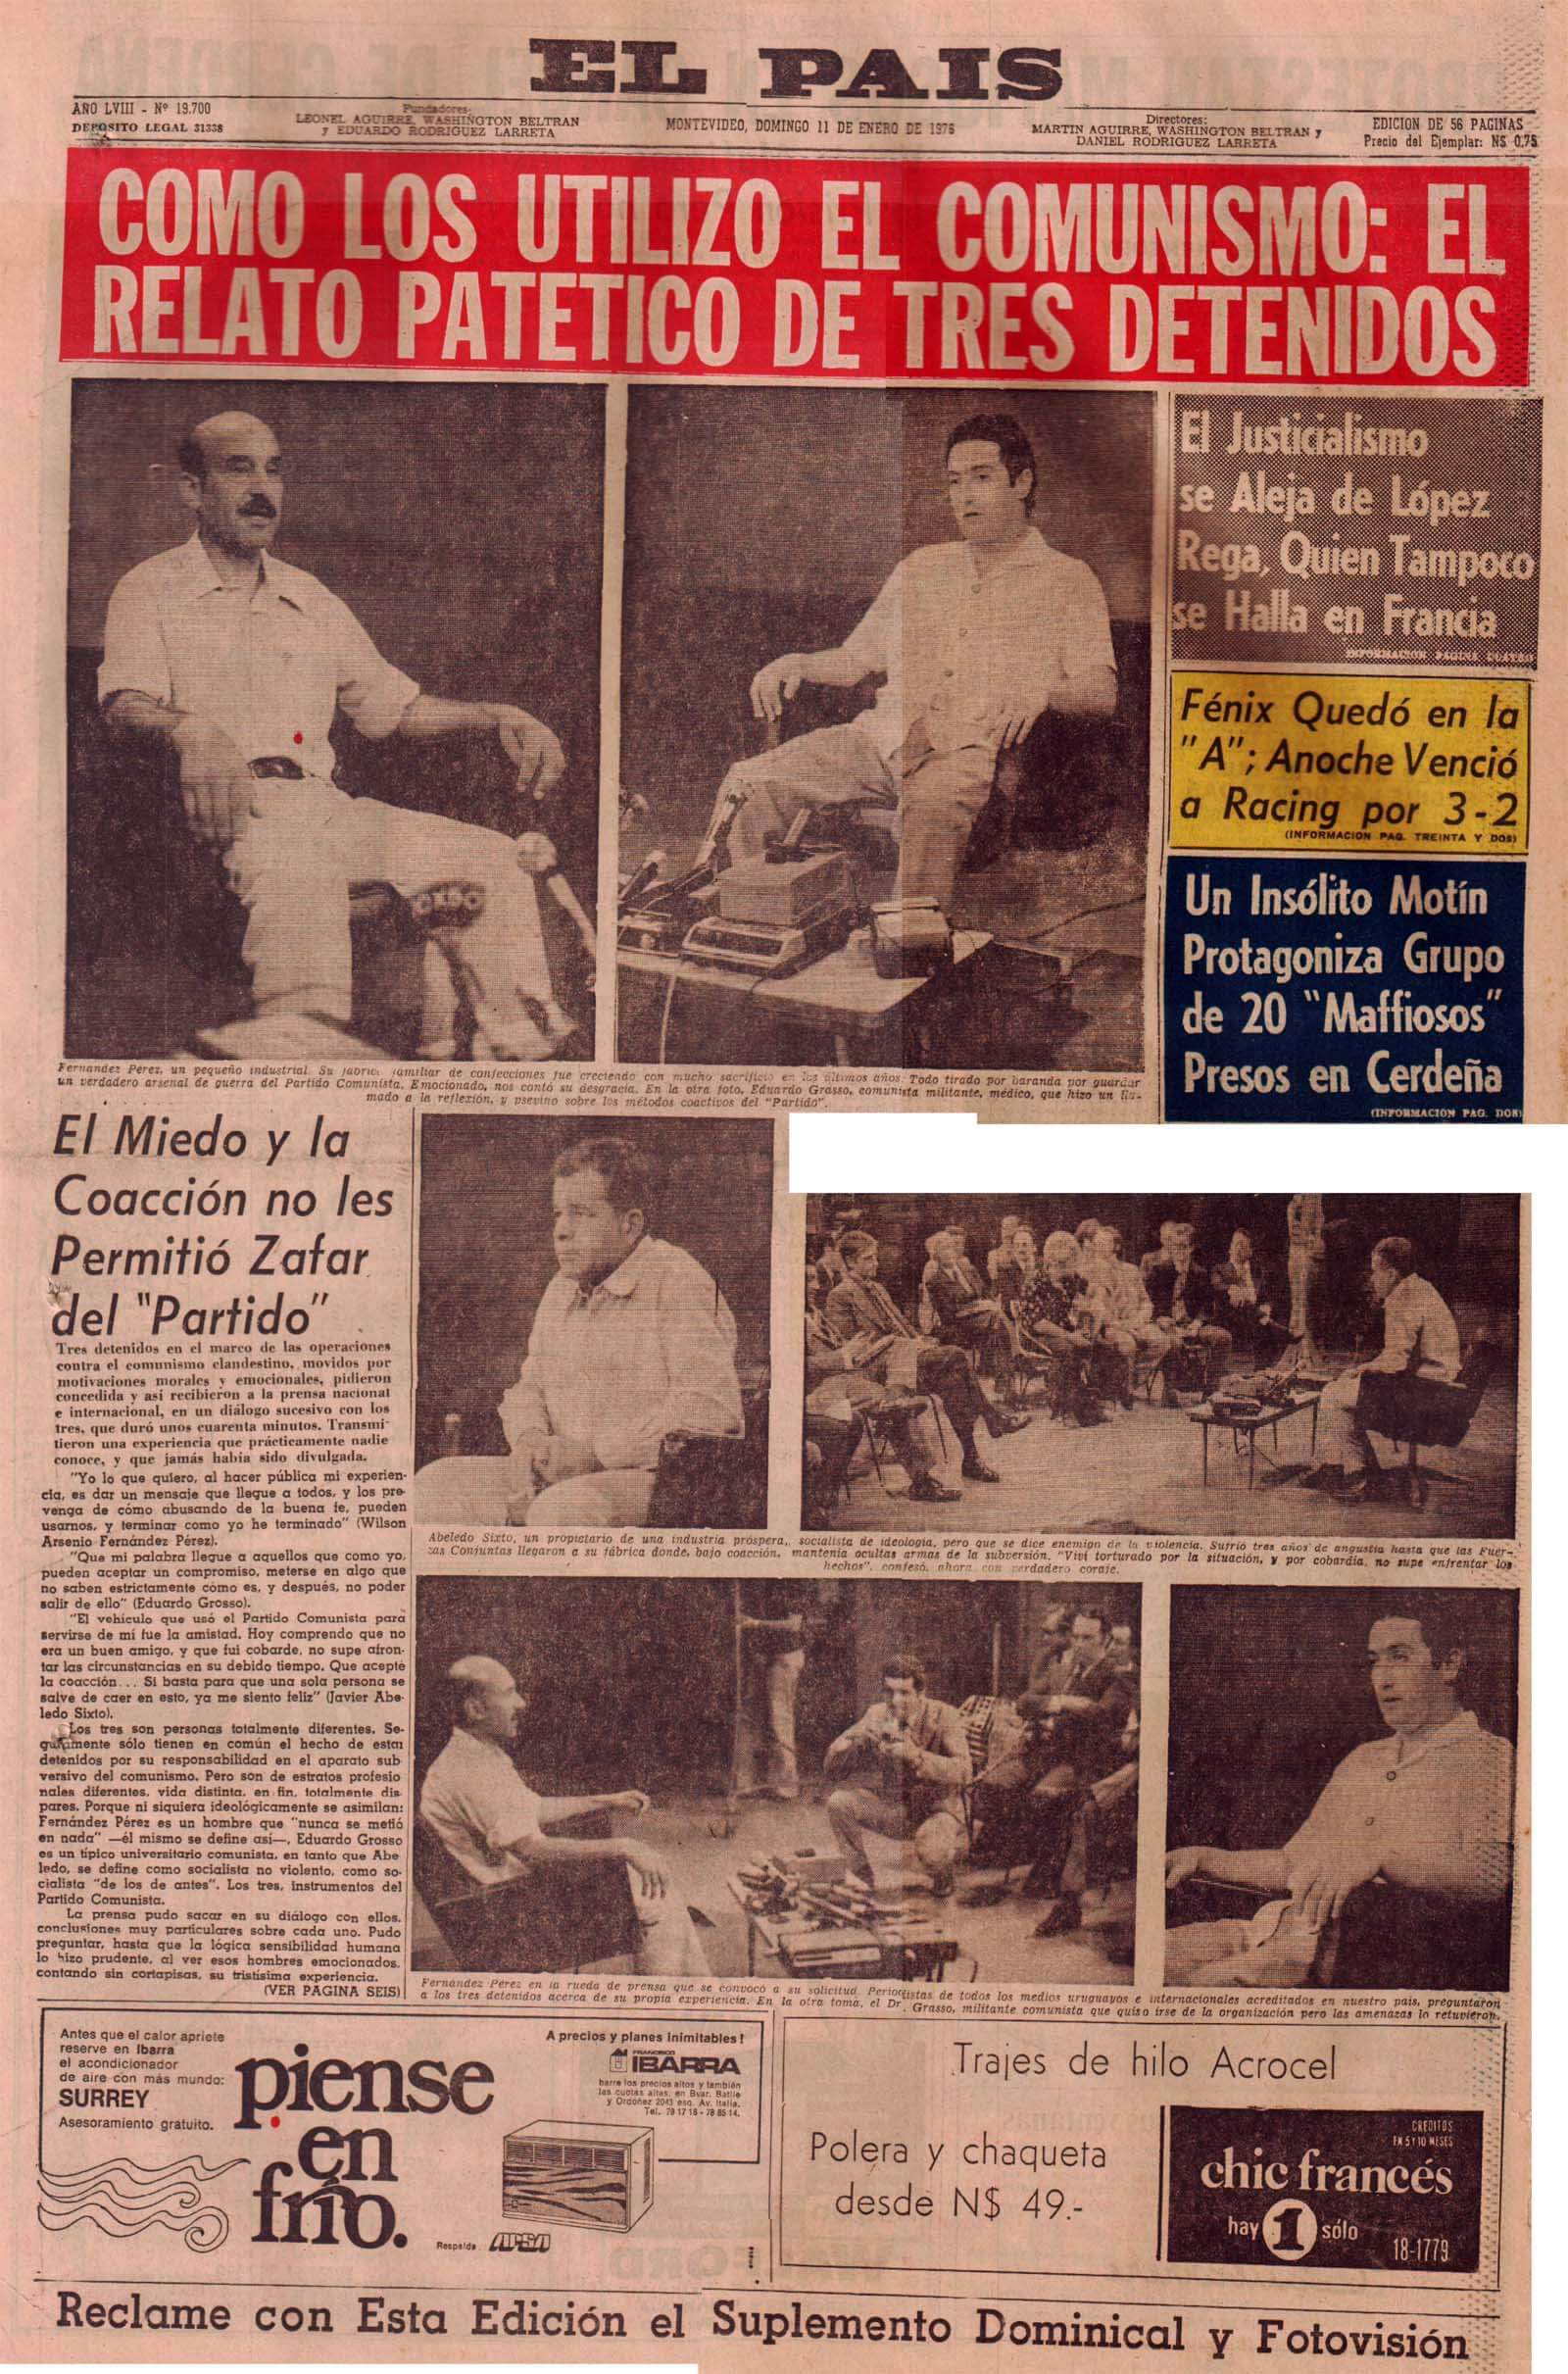 EL PAIS
AÑO LVIII - Nº 19.700
DEPOSITO LEGAL 31338
Fundadores:
LEONEL AGUIRRE, WASHINGTON BELTRAN
y EDUARDO RODRIGUEZ LARRETA
MONTEVIDEO, DOMINGO 11 DE ENERO DE 1976
Directores:
MARTIN AGUIRRE, WASHINGTON BELTRAN y
DANIEL RODRIGUEZ LARRETA
EDICION DE 56 PAGINAS
Precio del Ejemplar: N$ 0.75
COMO LOS UTILIZO EL COMUNISMO: EL
RELATO PATETICO DE TRES DETENIDOS
El Justicialismo
se Aleja de López
Rega, Quien Tampoco
se Halla en Francia
INFORMACION PAGINA CUATRO
Fénix Quedó en la
"A"; Anoche Venció
a Racing por 3-2
(INFORMACION PAG. TREINTA Y DOS)
Un Insólito Motín
Protagoniza Grupo
de 20 "Maffiosos"
Presos en Cerdeña
(INFORMACION PAG. DOS)
Fernandez Pérez, un pequeño industrial. Su fabrica familiar de confecciones fue creciendo con mucho sacrificio en los últimos años. Todo tirado por baranda por guardar
un verdadero arsenal de guerra del Partido Comunista. Emocionado, nos contó su desgracia. En la otra foto, Eduardo Grasso, comunista militante, médico, que hizo un lla-
mado a la reflexión, y psevino sobre los métodos coactivos del "Partido".
El Miedo y la
Coacción no les
Permitió Zafar
del "Partido"
Tres detenidos en el marco de las operaciones
contra el comunismo clandestino, movidos por
motivaciones morales y emocionales, pidieron
concedida y así recibieron a la prensa nacional
e internacional, en un diálogo sucesivo con los
tres, que duró unos cuarenta minutos. Transmi-
tieron una experiencia que prácticamente nadie
conoce, y que jamás había sido divulgada.
"Yo lo que quiero, al hacer pública mi experien-
cia, es dar un mensaje que llegue a todos, y los pre-
venga de cómo abusando de la buena fe, pueden
usarnos, y terminar como yo he terminado" (Wilson
Arsenio Fernández Pérez).
"Que mi palabra llegue a aquellos que como yo,
pueden aceptar un compromiso, meterse en algo que
no saben estrictamente cómo es, y después, no poder
salir de ello" (Eduardo Grosso).
"El vehículo que usó el Partido Comunista para
servirse de mí fue la amistad. Hoy comprendo que no
era un buen amigo, y que fui cobarde, no supe afron-
tar las circunstancias en su debido tiempo. Que acepté
la coacción... Si basta para que una sola persona se
salve de caer en esto, ya me siento feliz" (Javier Abe-
ledo Sixto).
Los tres son personas totalmente diferentes. Se-
guramente sólo tienen en común el hecho de estar
detenidos por su responsabilidad en el aparato sub
versivo del comunismo. Pero son de estratos profesio
nales diferentes, vida distinta, en fin, totalmente dis-
pares. Porque ni siquiera ideológicamente se asimilan:
Fernández Pérez es un hombre que "nunca se metió
en nada" —él mismo se define así—, Eduardo Grosso
es un típico universitario comunista, en tanto que Abe
ledo, se define como socialista no violento, como so-
cialista "de los de antes". Los tres, instrumentos del
Partido Comunista.
La prensa pudo sacar en su diálogo con ellos,
conclusiones muy particulares sobre cada uno. Pudo
preguntar, hasta que la lógica sensibilidad humana
lo hizo prudente, al ver esos hombres emocionados,
contando sin cortapisas, su tristísima experiencia.
(VER PAGINA SEIS)
Abeledo Sixto, un propietario de una industria próspera, socialista de ideología, pero que se dice enemigo de la violencia. Sufrió tres años de angustia hasta que las Fuer-
zas Conjuntas llegaron a su fábrica donde, bajo coacción, mantenía ocultas armas de la subversión. "Viví torturado por la situación, y por cobardía, no supe enfrentar los
hechos", confesó, ahora con verdadero coraje.
Fernández Pérez en la rueda de prensa que se convocó a su solicitud. Periodistas de todos los medios uruguayos e internacionales acreditados en nuestro país, preguntaron
a los tres detenidos acerca de su propia experiencia. En la otra toma, el Dr. Grasso, militante comunista que quiso irse de la organización pero las amenazas lo retuvieron.
Antes que el calor apriete
reserve en Ibarra
el acondicionador
de aire con más mundo:
SURREY
Asesoramiento gratuito.
piense
en
frío.
A precios y planes inimitables!
FRANCISCO
IBARRA
barre los precios altos y también
las cuotas altas, en Bvar. Batlle
y Ordóñez 2043 esq. Av. Italia.
Tel. 79 17 18 - 78 85 14.
Respalda APSA
Trajes de hilo Acrocel
Polera y chaqueta
desde N$ 49.-
CREDITOS
EN 5 Y 10 MESES
chic francés
hay 1 sólo
18-1779
Reclame con Esta Edición el Suplemento Dominical y Fotovisión